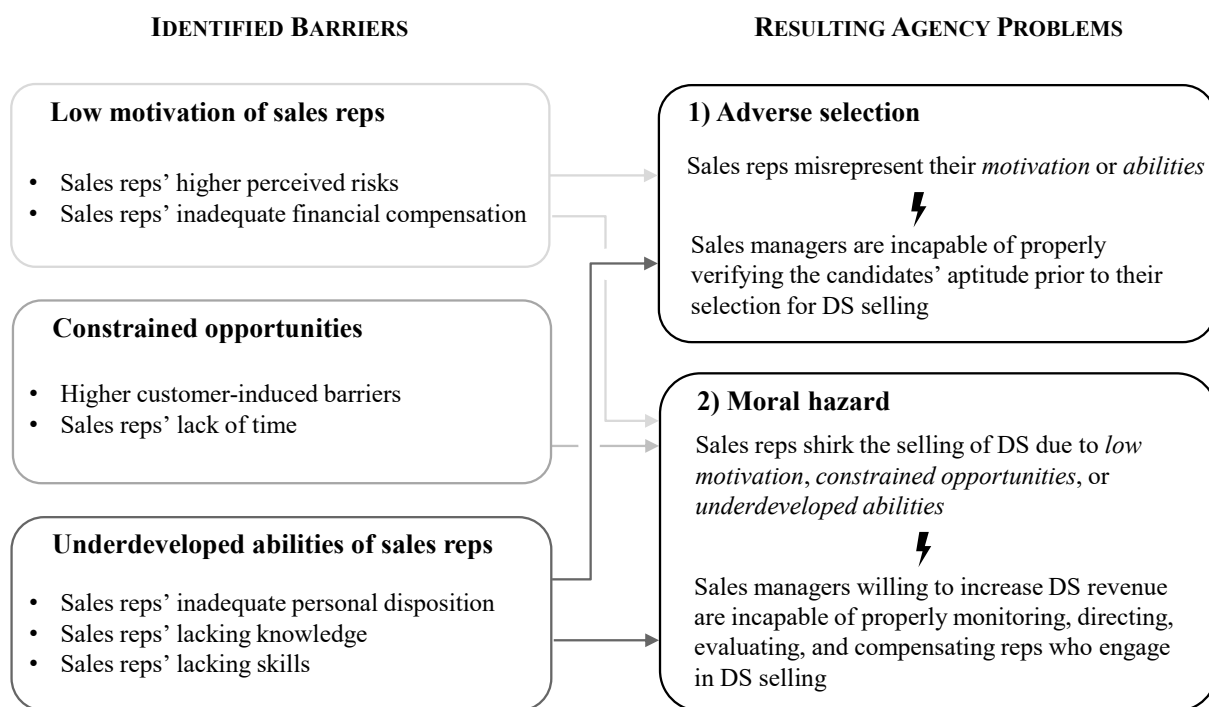 IDENTIFIED BARRIERS
Low motivation of sales reps
• Sales reps’ higher perceived risks
• Sales reps’ inadequate financial compensation
Constrained opportunities
• Higher customer-induced barriers
• Sales reps’ lack of time
Underdeveloped abilities of sales reps
• Sales reps’ inadequate personal disposition
• Sales reps’ lacking knowledge
• Sales reps’ lacking skills
RESULTING AGENCY PROBLEMS
1) Adverse selection
Sales reps misrepresent their motivation or abilities
Sales managers are incapable of properly
verifying the candidates’ aptitude prior to their
selection for DS selling
2) Moral hazard
Sales reps shirk the selling of DS due to low
motivation, constrained opportunities, or
underdeveloped abilities
Sales managers willing to increase DS revenue
are incapable of properly monitoring, directing,
evaluating, and compensating reps who engage
in DS selling